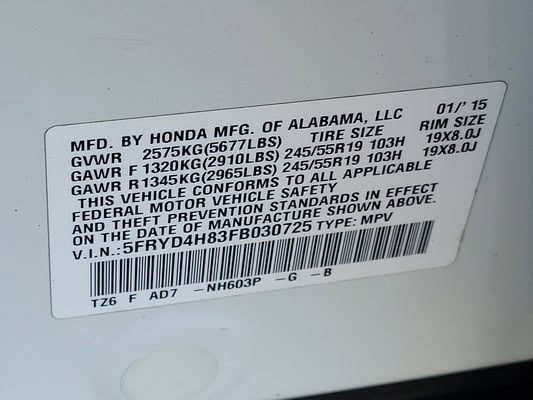 MFD. BY HONDA MFG. OF ALABAMA, LLC 01/'15
GVWR 2575KG(5677LBS) TIRE SIZE RIM SIZE
GAWR F 1320KG(2910LBS) 245/55R19 103H 19X8.0J
GAWR R 1345KG(2965LBS) 245/55R19 103H 19X8.0J
THIS VEHICLE CONFORMS TO ALL APPLICABLE
FEDERAL MOTOR VEHICLE SAFETY
AND THEFT PREVENTION STANDARDS IN EFFECT
ON THE DATE OF MANUFACTURE SHOWN ABOVE.
V.I.N.:5FRYD4H83FB030725 TYPE: MPV
TZ6 F AD7 -NH603P -G -B